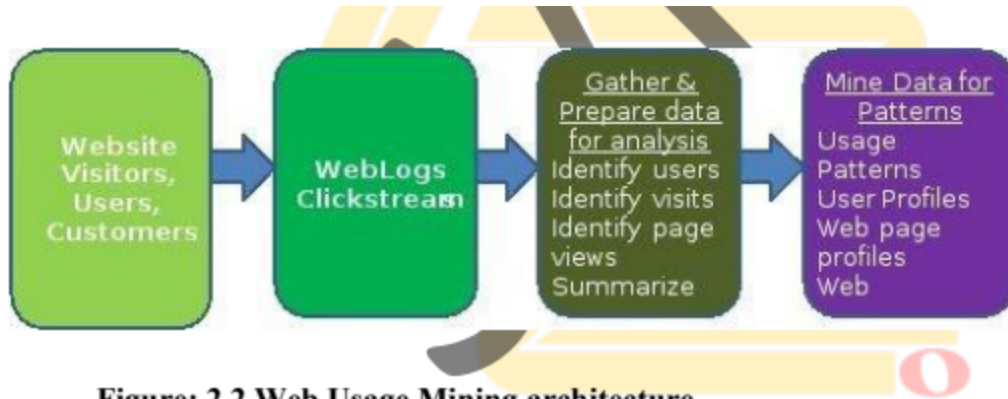 Website
Visitors,
Users,
Customers
WebLogs
Clickstream
Gather &
Prepare data
for analysis
Identify users
Identify visits
Identify page
views
Summarize
Mine Data for
Patterns
Usage
Patterns
User Profiles
Web page
profiles
Web
Figure: 2.2 Web Usage Mining architecture